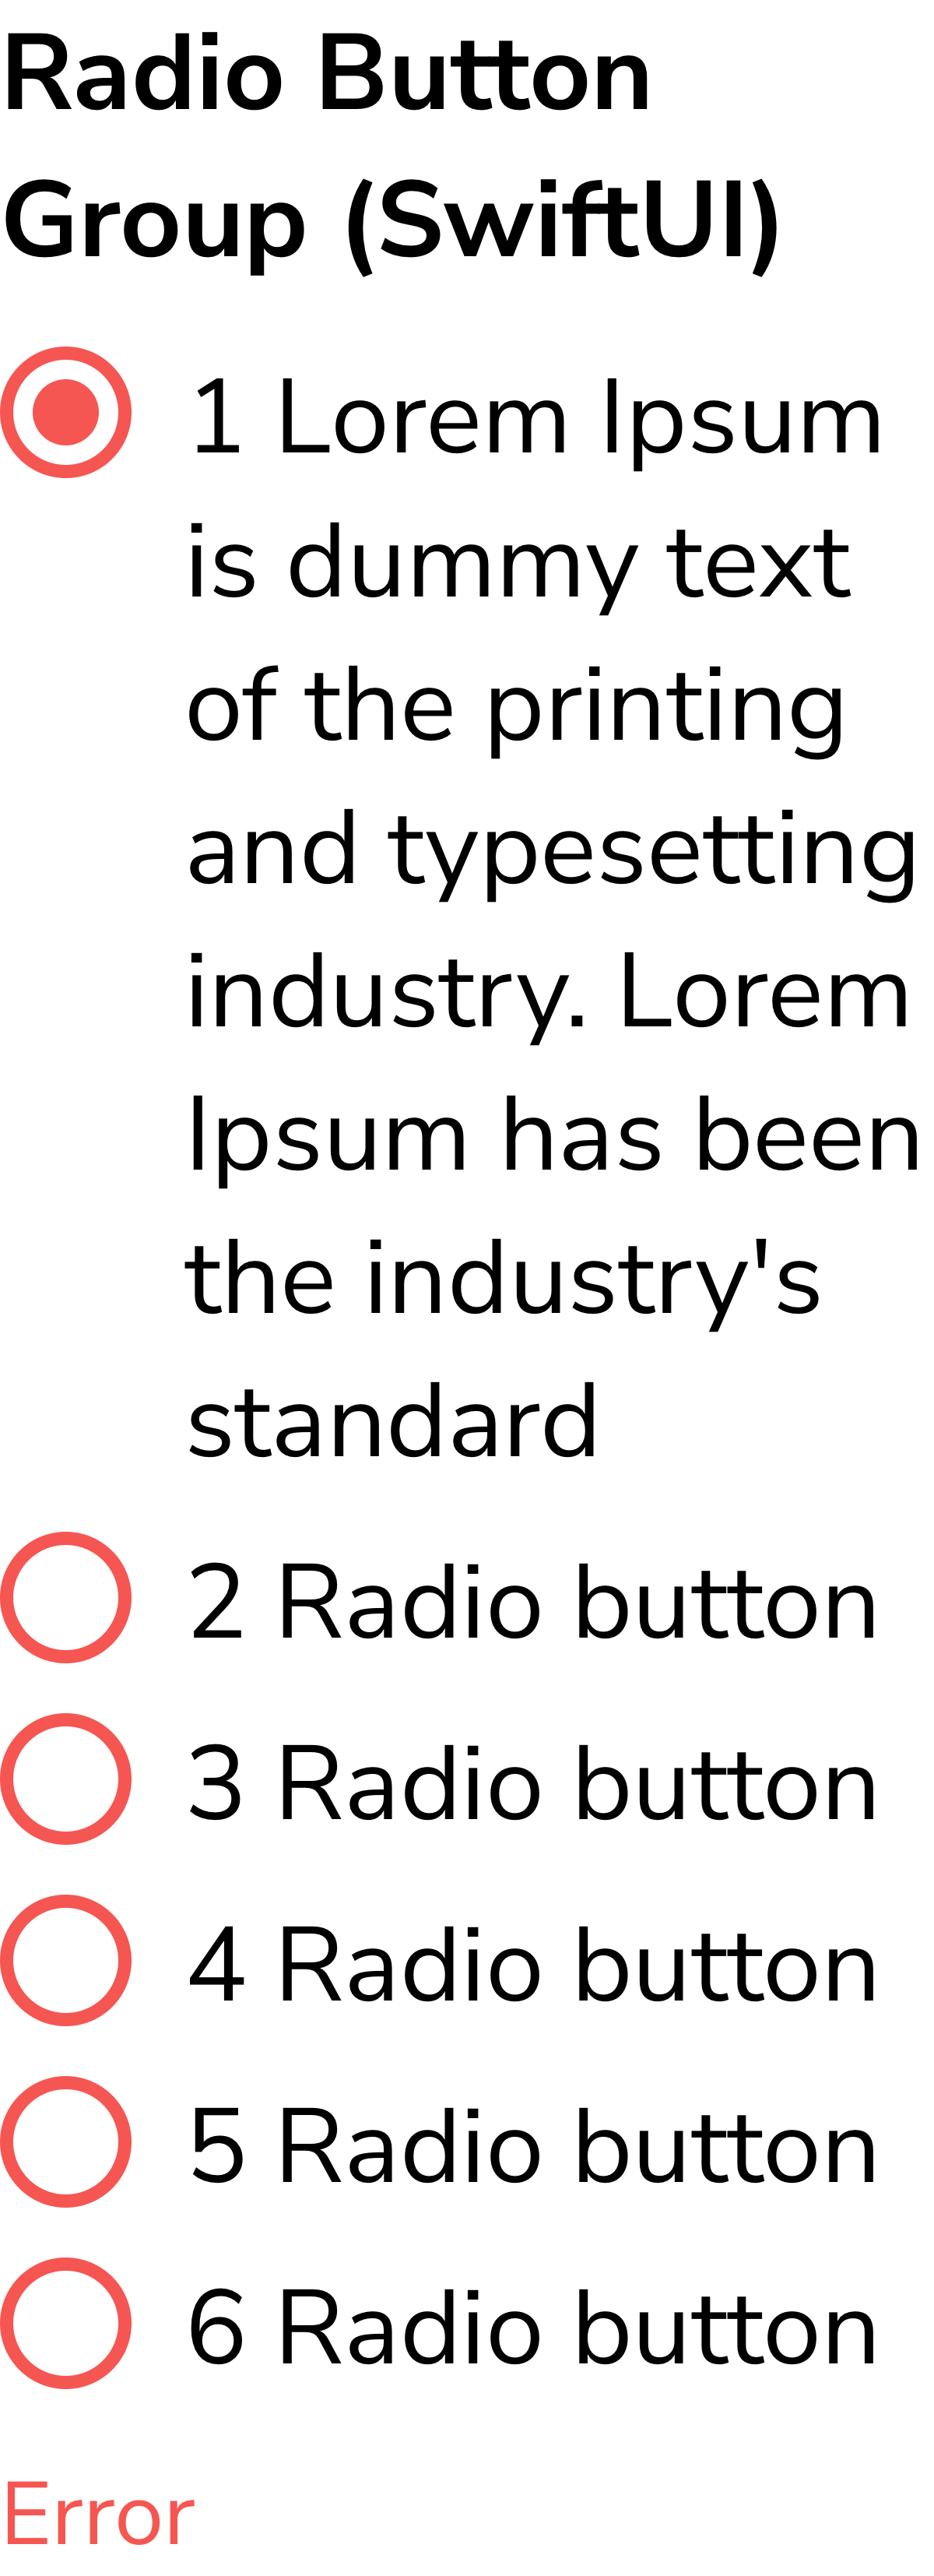 Radio Button
Group (SwiftUI)
1 Lorem Ipsum
is dummy text
of the printing
and typesetting
industry. Lorem
Ipsum has been
the industry's
standard
2 Radio button
3 Radio button
4 Radio button
5 Radio button
6 Radio button
Error